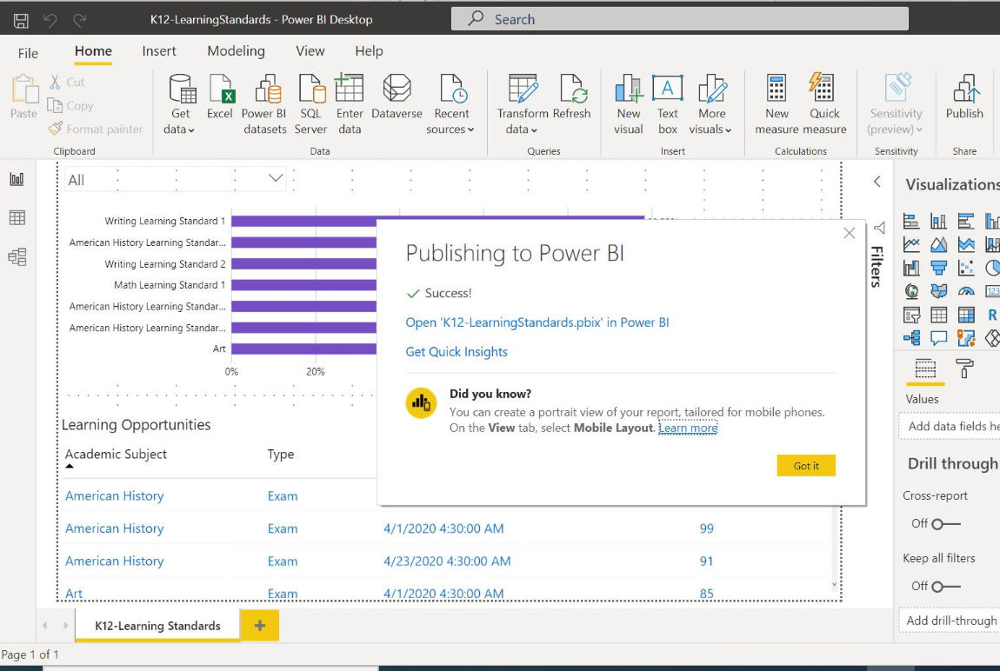 K12-LearningStandards - Power BI Desktop
Search
File Home Insert Modeling View Help
Paste
Cut
Copy
Format painter
Clipboard
Get data
Excel
Power BI datasets
SQL Server
Enter data
Dataverse
Recent sources
Data
Transform data
Refresh
Queries
New visual
Text box
More visuals
Insert
New measure
Quick measure
Calculations
Sensitivity (preview)
Sensitivity
Publish
Share
All
Writing Learning Standard 1
American History Learning Standar...
Writing Learning Standard 2
Math Learning Standard 1
American History Learning Standar...
American History Learning Standar...
Art
0% 20%
Learning Opportunities
Academic Subject Type
American History Exam
American History Exam 4/1/2020 4:30:00 AM 99
American History Exam 4/23/2020 4:30:00 AM 91
Art Exam 4/1/2020 4:30:00 AM 85
Publishing to Power BI
Success!
Open 'K12-LearningStandards.pbix' in Power BI
Get Quick Insights
Did you know?
You can create a portrait view of your report, tailored for mobile phones.
On the View tab, select Mobile Layout. Learn more
Got it
Filters
Visualizations
123
R
Values
Add data fields he
Drill through
Cross-report
Off
Keep all filters
Off
Add drill-through
K12-Learning Standards
Page 1 of 1